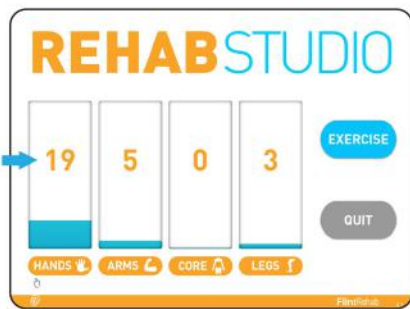 REHABSTUDIO
19 5 0 3
EXERCISE
QUIT
HANDS ARMS CORE LEGS
FlintRehab